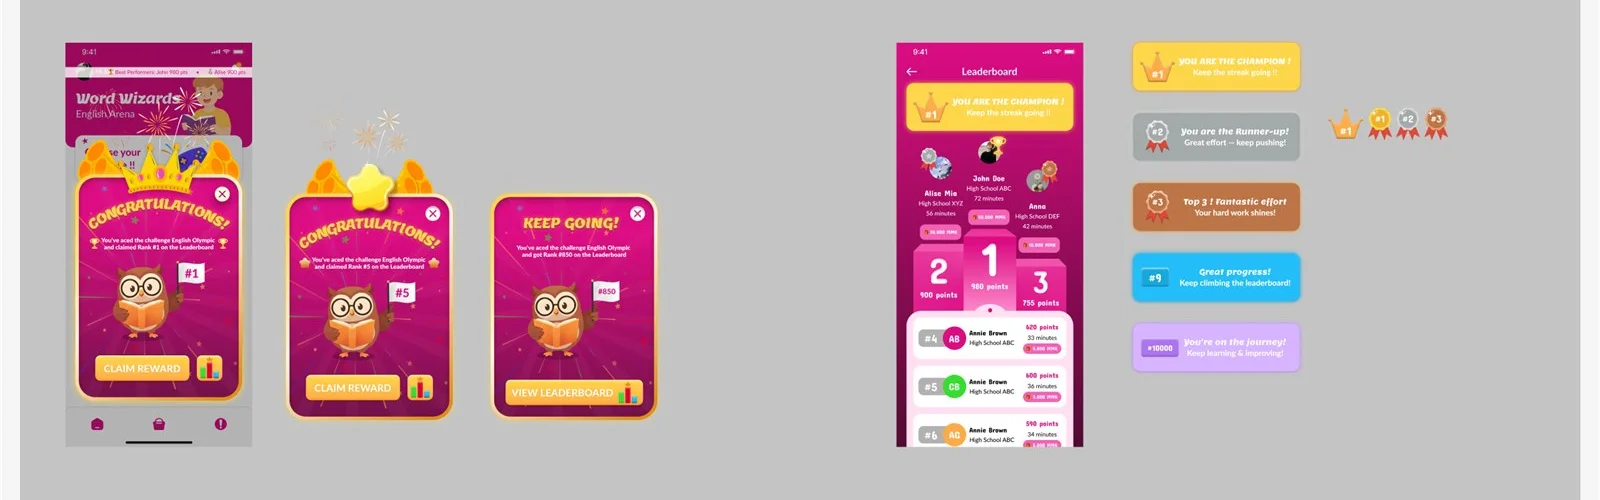 9:41
Best Performers: John 980 pts
Alise 900 pts
Word Wizards
English Arena
CONGRATULATIONS!
You've aced the challenge English Olympic
and claimed Rank #1 on the Leaderboard
#1
CLAIM REWARD
CONGRATULATIONS!
You've aced the challenge English Olympic
and claimed Rank #5 on the Leaderboard
#5
CLAIM REWARD
KEEP GOING!
You've aced the challenge English Olympic
and got Rank #850 on the Leaderboard
#850
VIEW LEADERBOARD
9:41
Leaderboard
#1
YOU ARE THE CHAMPION !
Keep the streak going !!
John Doe
High School ABC
72 minutes
Alise Mia
High School XYZ
56 minutes
Anna
High School DEF
42 minutes
1
980 points
2
900 points
3
755 points
#4
AB
Annie Brown
High School ABC
620 points
33 minutes
#5
CB
Annie Brown
High School ABC
600 points
36 minutes
#6
AG
Annie Brown
High School ABC
590 points
34 minutes
#1
YOU ARE THE CHAMPION !
Keep the streak going !!
#2
You are the Runner-up!
Great effort – keep pushing!
#3
Top 3 ! Fantastic effort
Your hard work shines!
#9
Great progress!
Keep climbing the leaderboard!
#10000
You're on the journey!
Keep learning & improving!
#1
#1
#2
#3